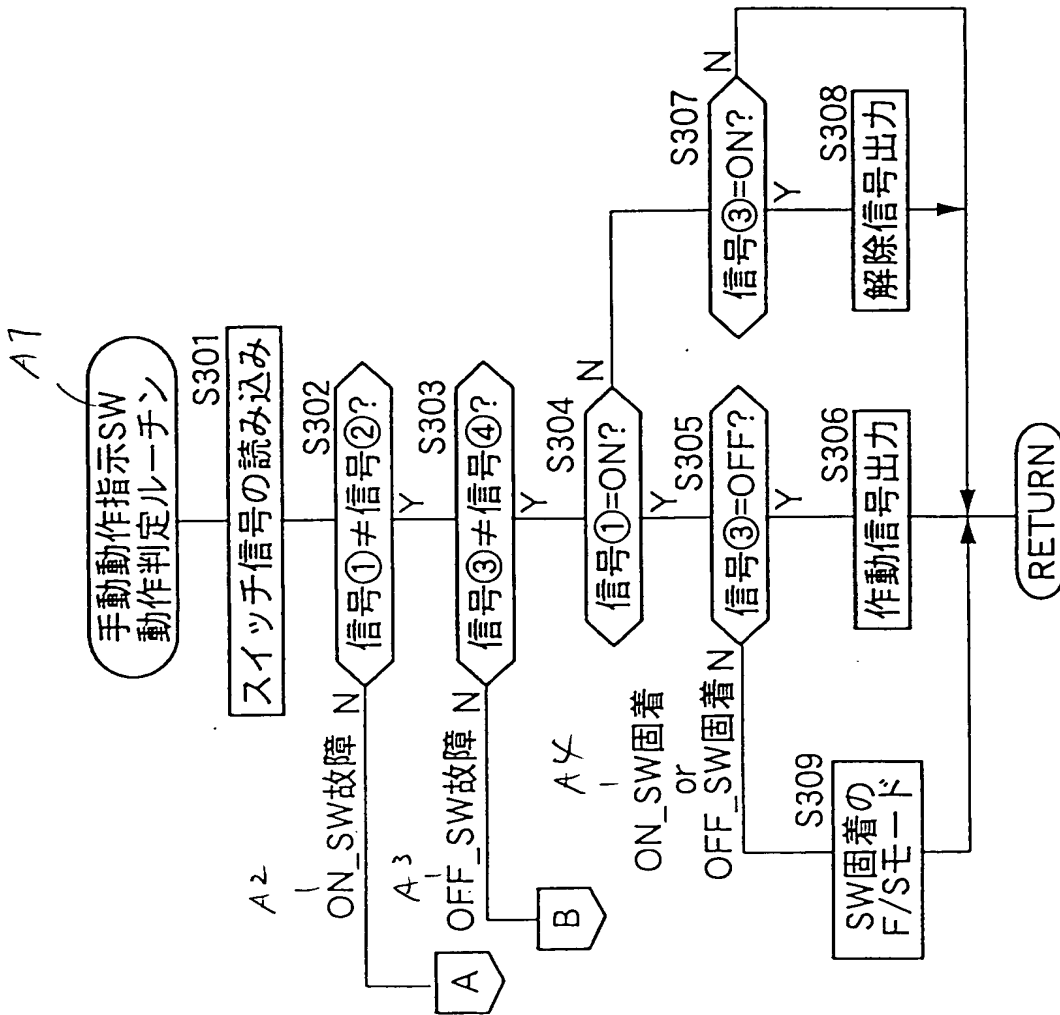 A1
手動動作指示SW
動作判定ルーチン
S301
スイッチ信号の読み込み
S302
信号①≠信号②?
N
Y
A2
ON_SW故障
A
S303
信号③≠信号④?
N
Y
A3
OFF_SW故障
B
S304
信号①=ON?
N
Y
S305
信号③=OFF?
N
Y
A4
ON_SW固着
or
OFF_SW固着
S306
作動信号出力
S307
信号③=ON?
N
Y
S308
解除信号出力
S309
SW固着の
F/Sモード
RETURN